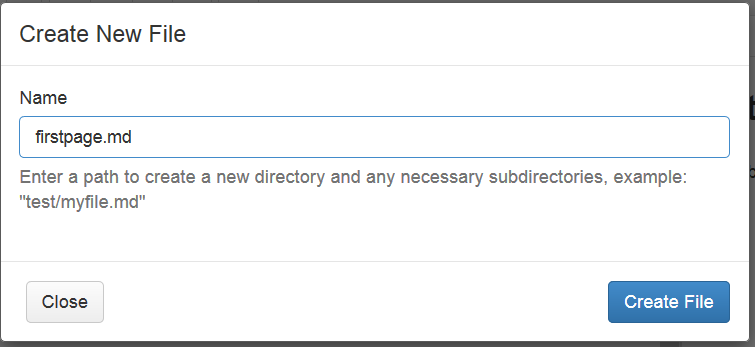 Create New File
Name
firstpage.md
Enter a path to create a new directory and any necessary subdirectories, example:
"test/myfile.md"
Close
Create File